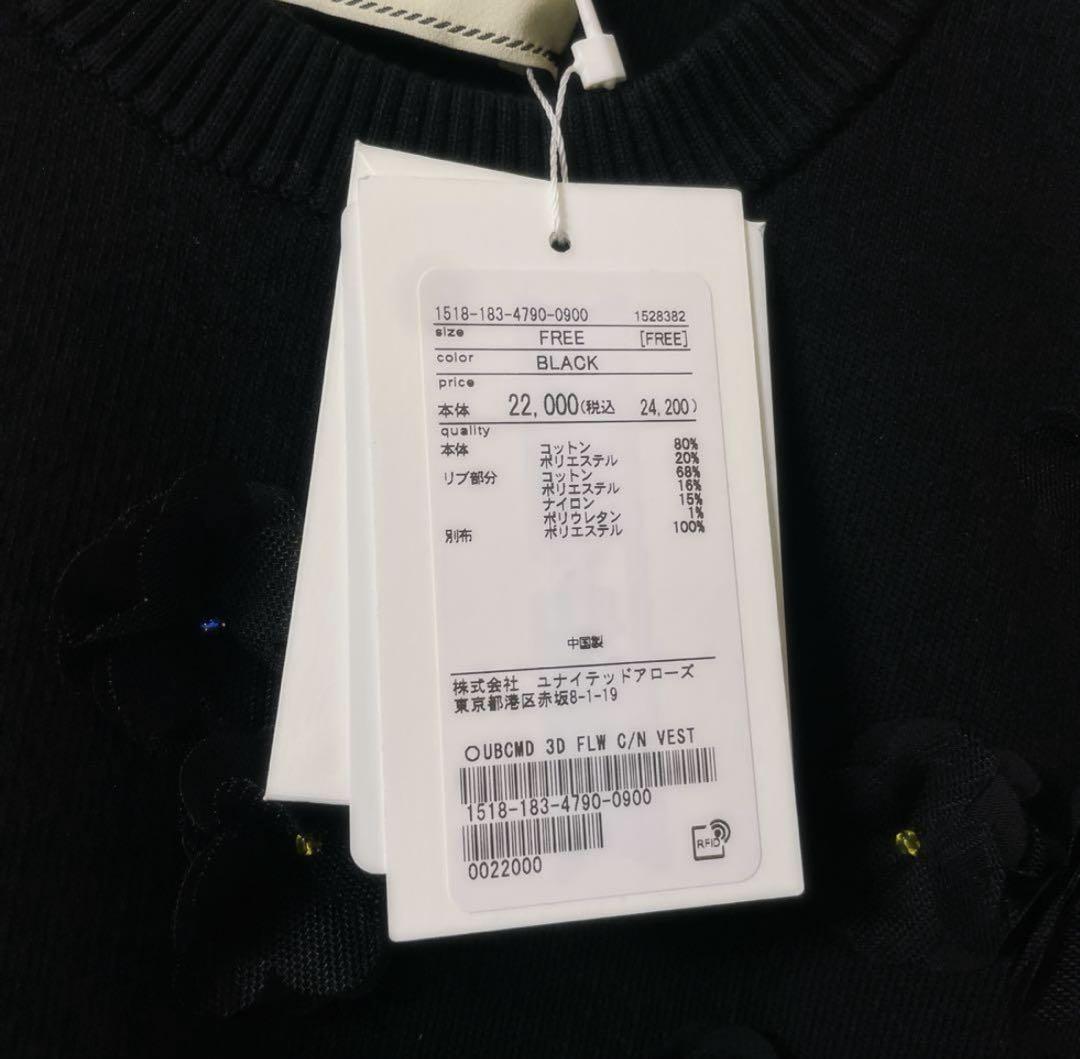 1518-183-4790-0900 1528382
size FREE [FREE]
color BLACK
price
本体 22,000(税込 24,200)
quality
本体 コットン 80%
ポリエステル 20%
リブ部分 コットン 68%
ポリエステル 16%
ナイロン 15%
ポリウレタン 1%
別布 ポリエステル 100%
中国製
株式会社 ユナイテッドアローズ
東京都港区赤坂8-1-19
○UBCMD 3D FLW C/N VEST
1518-183-4790-0900
0022000
RFID